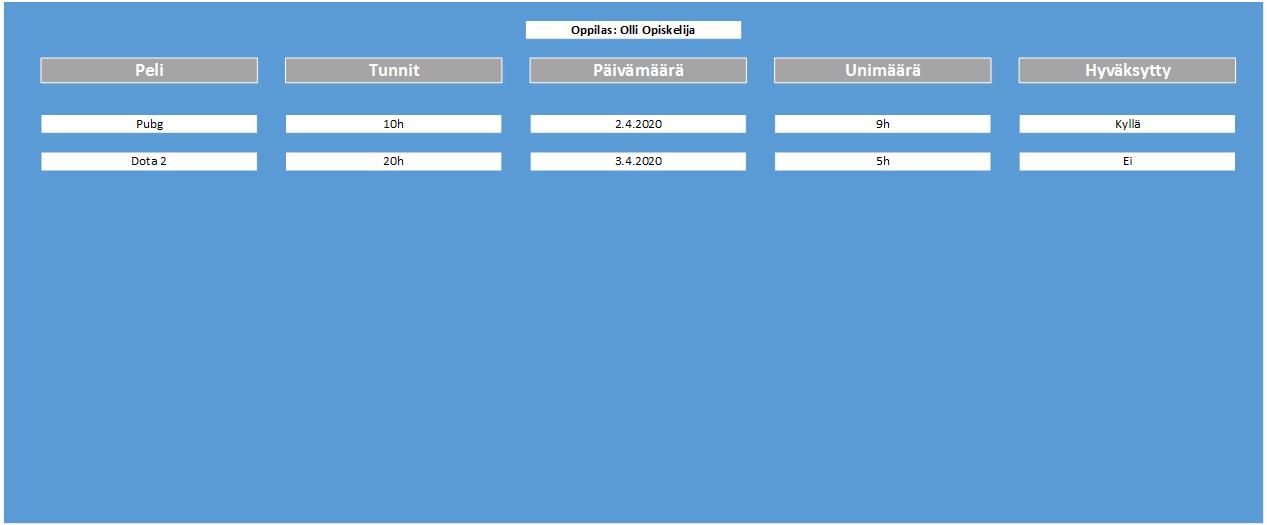 Oppilas: Olli Opiskelija
Peli Tunnit Päivämäärä Unimäärä Hyväksytty
Pubg 10h 2.4.2020 9h Kyllä
Dota 2 20h 3.4.2020 5h Ei